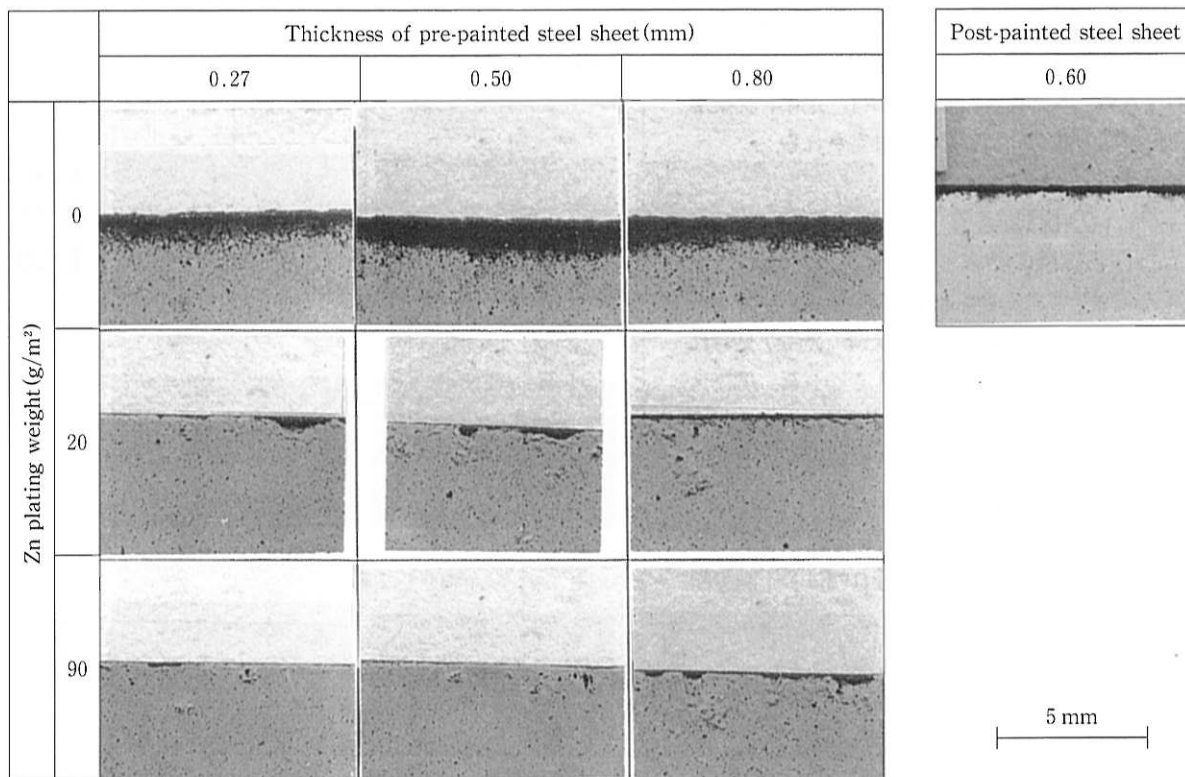 Thickness of pre-painted steel sheet(mm)
Post-painted steel sheet
0.27
0.50
0.80
0.60
Zn plating weight(g/m²)
0
20
90
5 mm